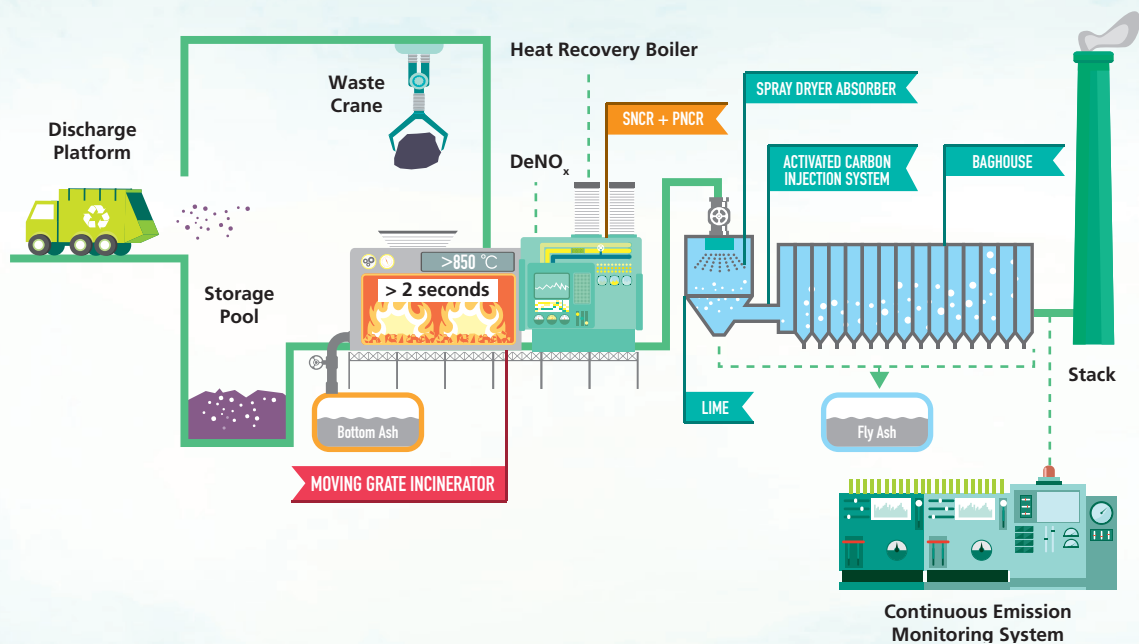 Heat Recovery Boiler
Waste
Crane
SPRAY DRYER ABSORBER
SNCR + PNCR
Discharge
Platform
DeNOₓ
ACTIVATED CARBON
INJECTION SYSTEM
BAGHOUSE
>850 °C
> 2 seconds
Storage
Pool
Stack
LIME
Bottom Ash
Fly Ash
MOVING GRATE INCINERATOR
Continuous Emission
Monitoring System